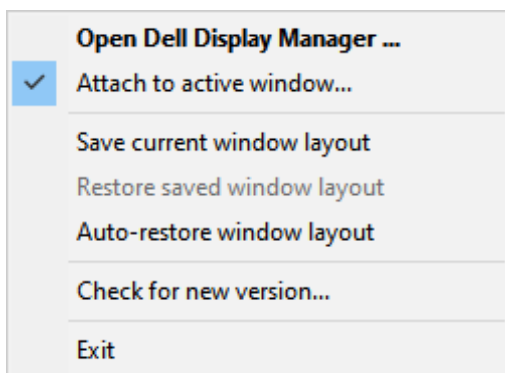 Open Dell Display Manager ...
Attach to active window...
Save current window layout
Restore saved window layout
Auto-restore window layout
Check for new version...
Exit